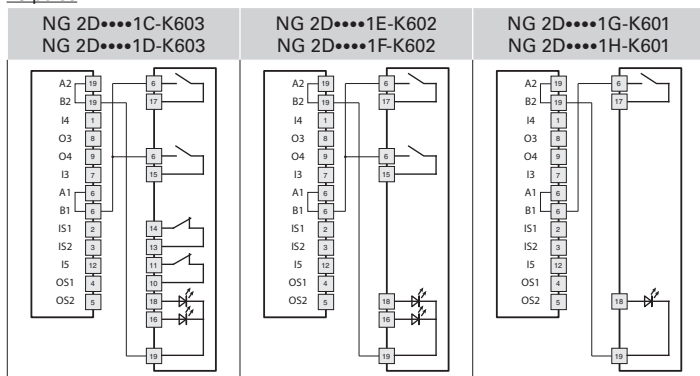 NG 2D••••1C-K603
NG 2D••••1D-K603
NG 2D••••1E-K602
NG 2D••••1F-K602
NG 2D••••1G-K601
NG 2D••••1H-K601
A2 19 6
B2 19 17
I4 1
O3 8
O4 9 6
I3 7 15
A1 6
B1 6
IS1 2 14
IS2 3 13
I5 12 11
OS1 4 10
OS2 5 18
16
19
A2 19 6
B2 19 17
I4 1
O3 8
O4 9 6
I3 7 15
A1 6
B1 6
IS1 2
IS2 3
I5 12
OS1 4
OS2 5 18
16
19
A2 19 6
B2 19 17
I4 1
O3 8
O4 9
I3 7
A1 6
B1 6
IS1 2
IS2 3
I5 12
OS1 4
OS2 5 18
19